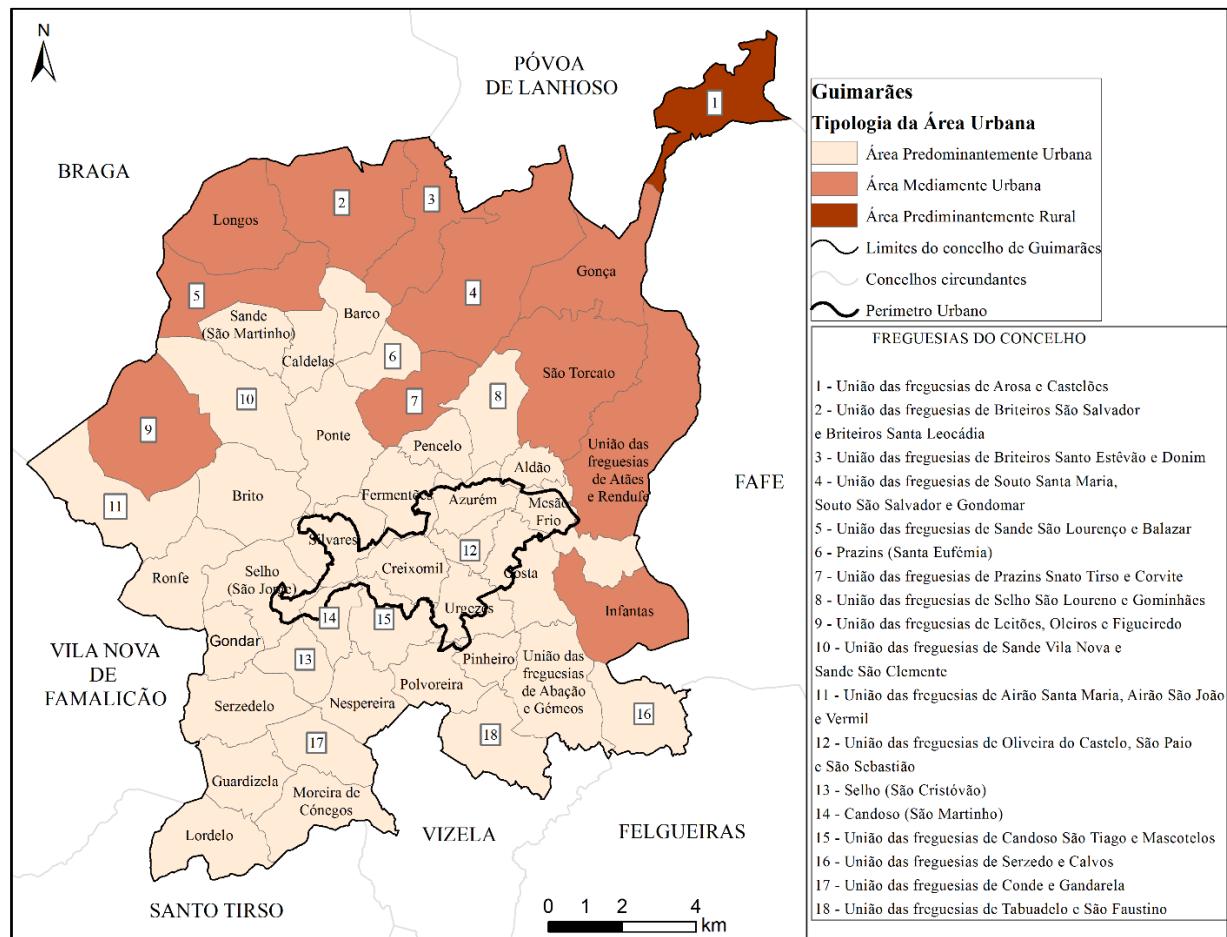 N
PÓVOA
DE LANHOSO
BRAGA
FAFE
VILA NOVA
DE
FAMALICÃO
VIZELA
FELGUEIRAS
SANTO TIRSO
1
2
3
Longos
4
Gonça
5
Barco
Sande
(São Martinho)
Caldelas
6
São Torcato
7
8
9
10
Ponte
Pencelo
União das
freguesias
de Atães
e Rendufe
Aldão
11
Brito
Fermentões
Azurém
Mesão
Frio
Silvares
12
Ronfe
Selho
(São Jorge)
Creixomil
Costa
14
15
Urgezes
Infantas
Gondar
13
Pinheiro
União das
freguesias
de Abação
e Gémeos
Polvoreira
Serzedelo
Nespereira
16
17
18
Guardizela
Moreira de
Cónegos
Lordelo
0 1 2 4
km
Guimarães
Tipologia da Área Urbana
Área Predominantemente Urbana
Área Mediamente Urbana
Área Prediminantemente Rural
Limites do concelho de Guimarães
Concelhos circundantes
Perímetro Urbano
FREGUESIAS DO CONCELHO
1 - União das freguesias de Arosa e Castelões
2 - União das freguesias de Briteiros São Salvador
e Briteiros Santa Leocádia
3 - União das freguesias de Briteiros Santo Estêvão e Donim
4 - União das freguesias de Souto Santa Maria,
Souto São Salvador e Gondomar
5 - União das freguesias de Sande São Lourenço e Balazar
6 - Prazins (Santa Eufémia)
7 - União das freguesias de Prazins Snato Tirso e Corvite
8 - União das freguesias de Selho São Loureno e Gominhães
9 - União das freguesias de Leitões, Oleiros e Figueiredo
10 - União das freguesias de Sande Vila Nova e
Sande São Clemente
11 - União das freguesias de Airão Santa Maria, Airão São João
e Vermil
12 - União das freguesias de Oliveira do Castelo, São Paio
e São Sebastião
13 - Selho (São Cristóvão)
14 - Candoso (São Martinho)
15 - União das freguesias de Candoso São Tiago e Mascotelos
16 - União das freguesias de Serzedo e Calvos
17 - União das freguesias de Conde e Gandarela
18 - União das freguesias de Tabuadelo e São Faustino